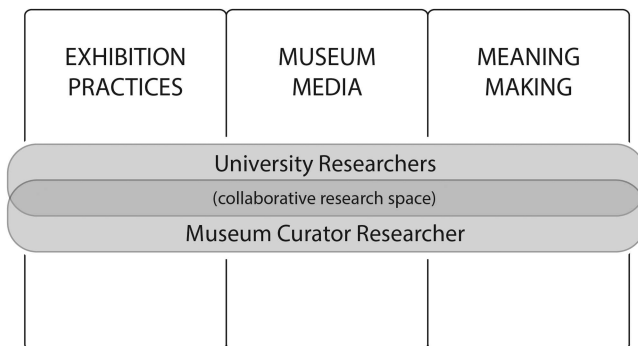 EXHIBITION
PRACTICES
MUSEUM
MEDIA
MEANING
MAKING
University Researchers
(collaborative research space)
Museum Curator Researcher